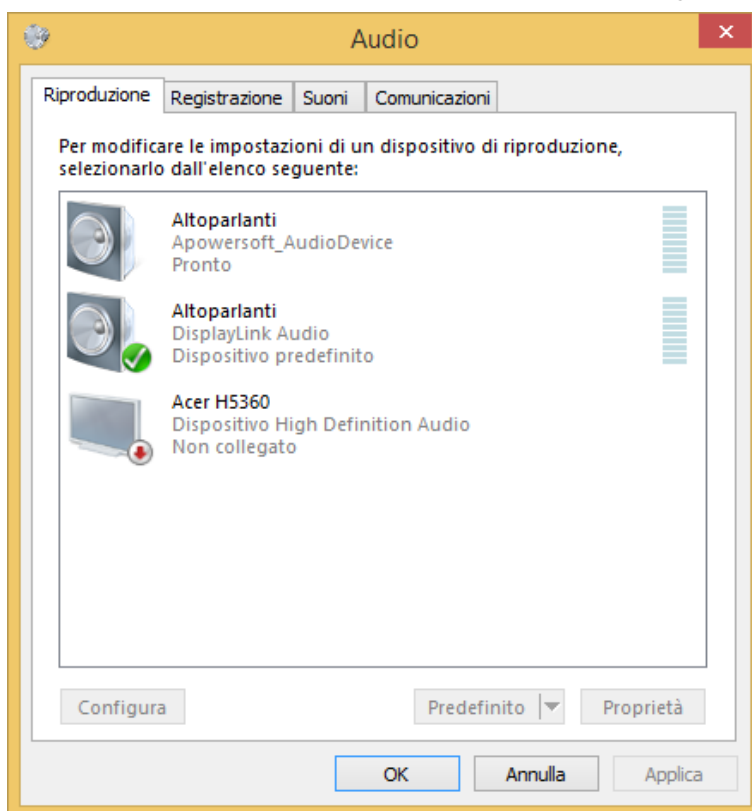 Audio
Riproduzione Registrazione Suoni Comunicazioni
Per modificare le impostazioni di un dispositivo di riproduzione,
selezionarlo dall'elenco seguente:
Altoparlanti
Apowersoft_AudioDevice
Pronto
Altoparlanti
DisplayLink Audio
Dispositivo predefinito
Acer H5360
Dispositivo High Definition Audio
Non collegato
Configura Predefinito Proprietà
OK Annulla Applica